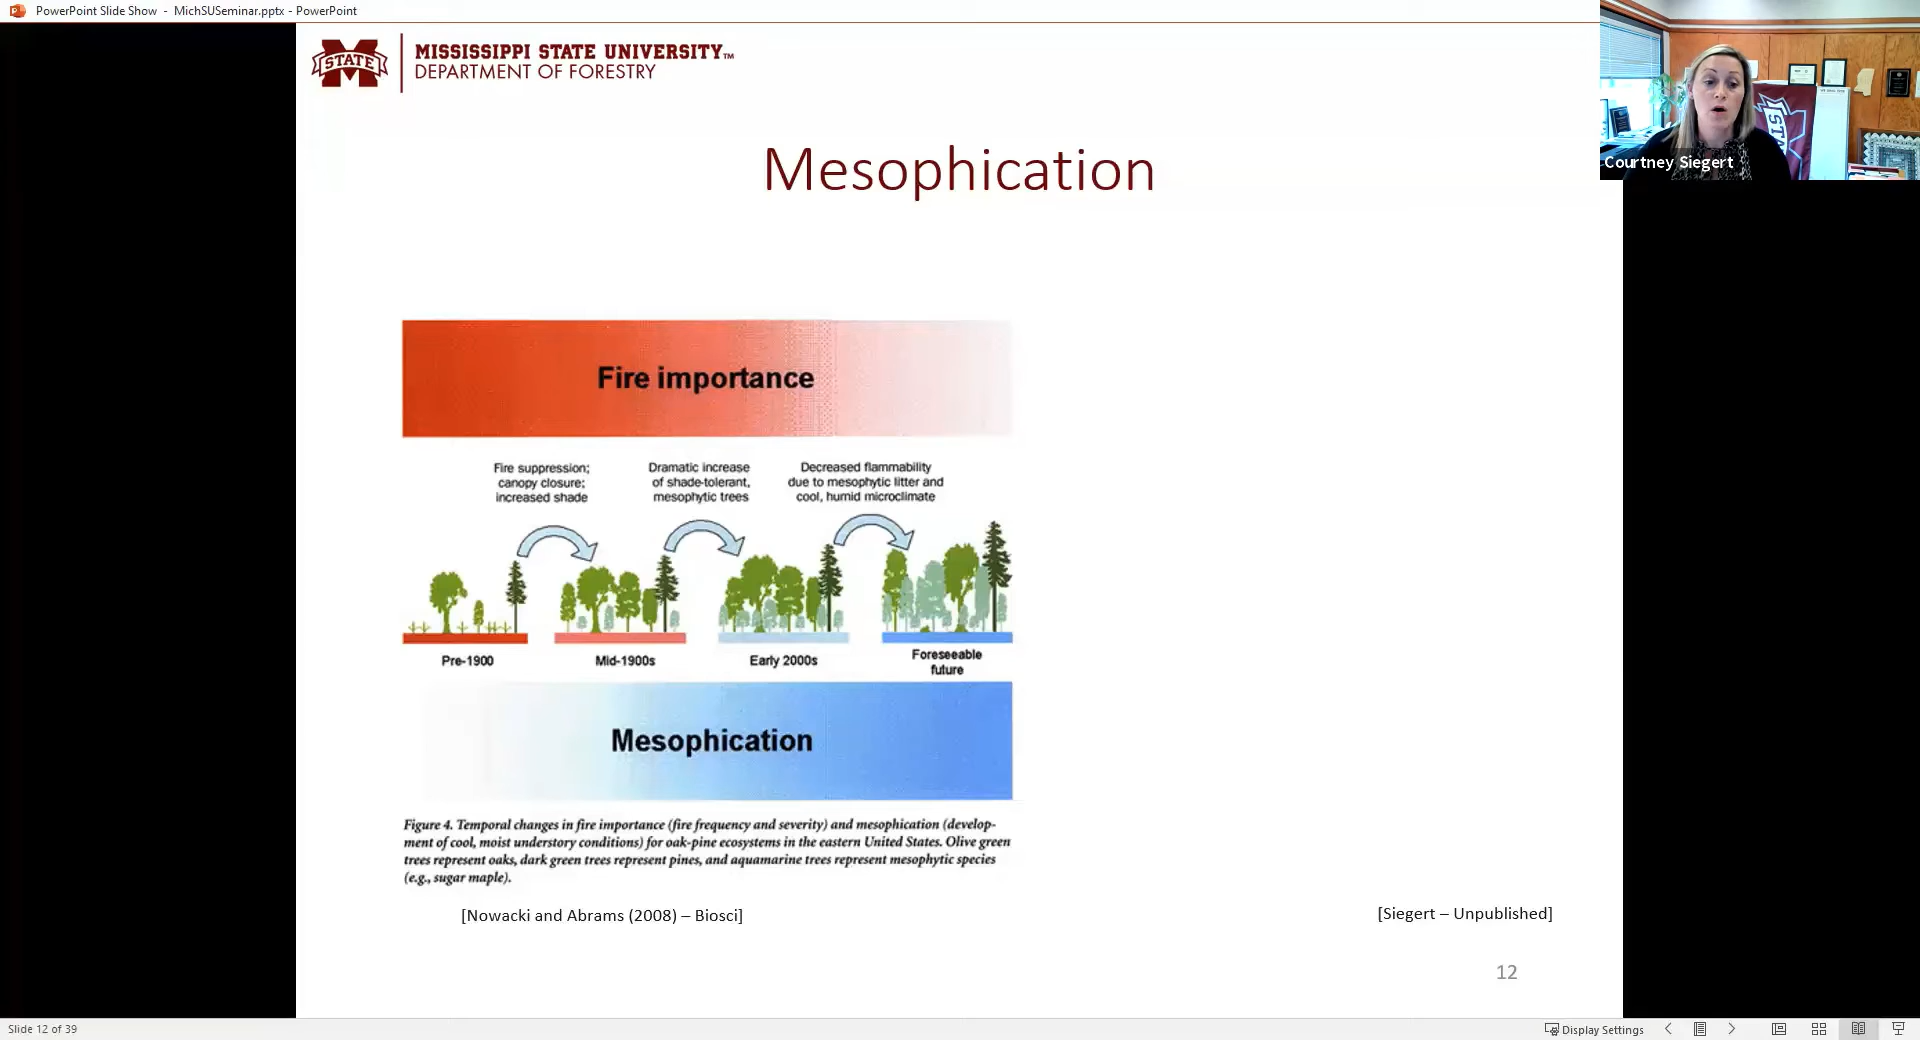 PowerPoint Slide Show - MichSUSeminar.pptx - PowerPoint
STATE
MISSISSIPPI STATE UNIVERSITY™
DEPARTMENT OF FORESTRY
Courtney Siegert
Mesophication
Fire importance
Fire suppression;
canopy closure;
increased shade
Dramatic increase
of shade-tolerant,
mesophytic trees
Decreased flammability
due to mesophytic litter and
cool, humid microclimate
Pre-1900
Mid-1900s
Early 2000s
Foreseeable
future
Mesophication
Figure 4. Temporal changes in fire importance (fire frequency and severity) and mesophication (develop-
ment of cool, moist understory conditions) for oak-pine ecosystems in the eastern United States. Olive green
trees represent oaks, dark green trees represent pines, and aquamarine trees represent mesophytic species
(e.g., sugar maple).
[Nowacki and Abrams (2008) – Biosci]
[Siegert – Unpublished]
12
Slide 12 of 39
Display Settings